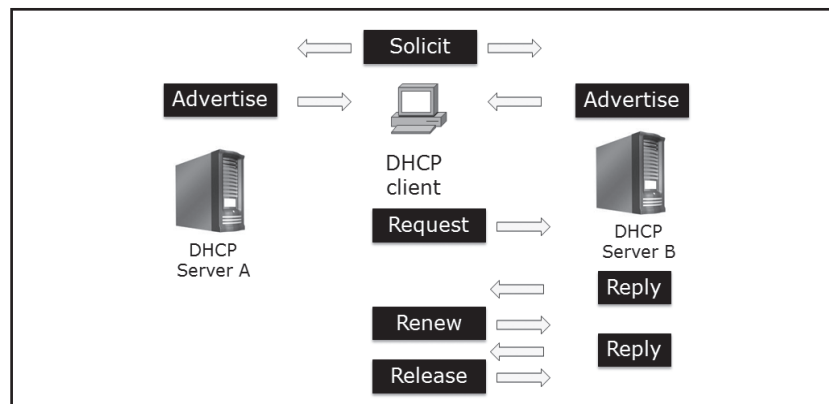 Solicit
Advertise
Advertise
DHCP
client
Request
DHCP
Server A
DHCP
Server B
Reply
Renew
Reply
Release